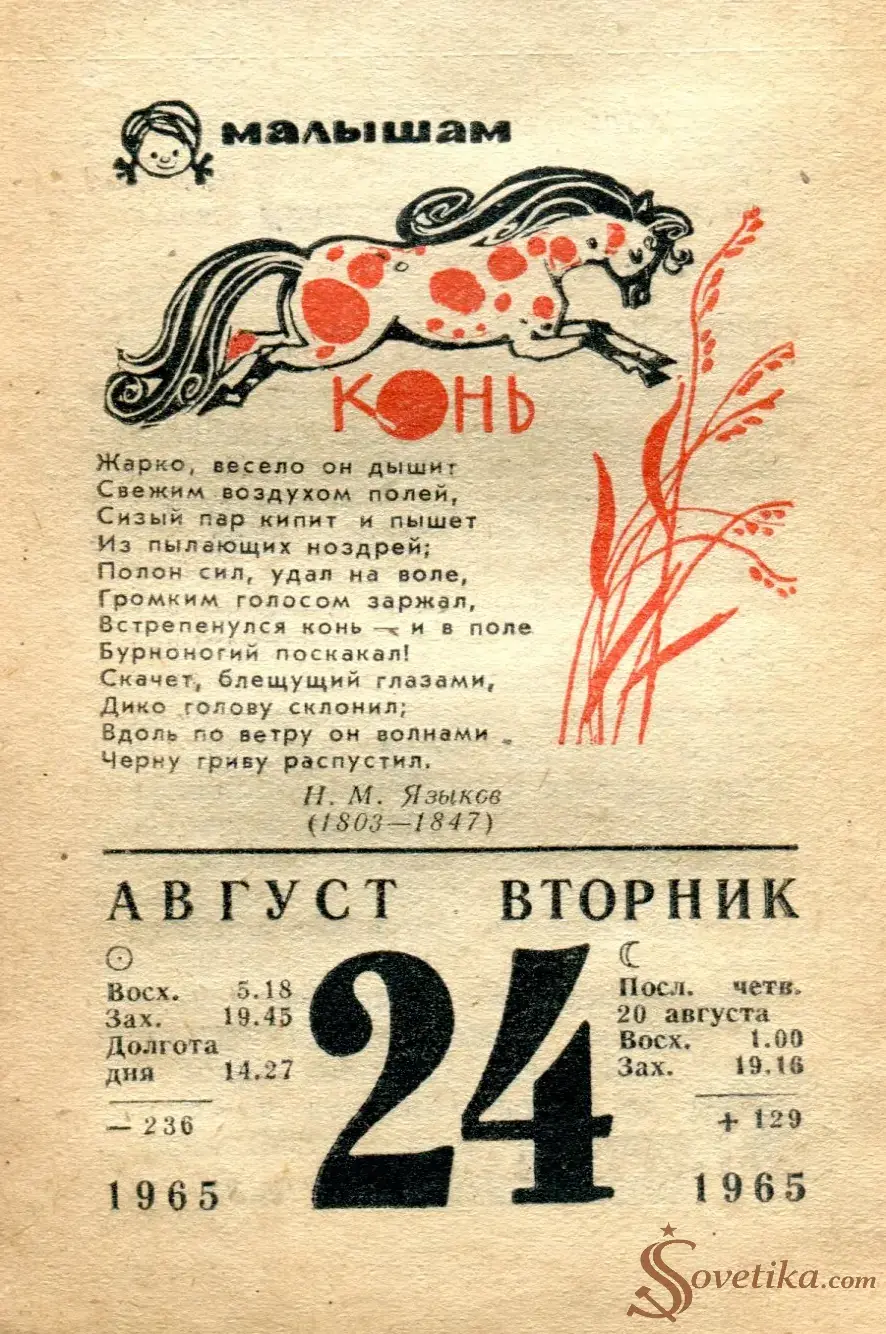 малышам
КОНЬ
Жарко, весело он дышит
Свежим воздухом полей,
Сизый пар кипит и пышет
Из пылающих ноздрей;
Полон сил, удал на воле,
Громким голосом заржал,
Встрепенулся конь — и в поле
Бурноногий поскакал!
Скачет, блещущий глазами,
Дико голову склонил;
Вдоль по ветру он волнами
Черну гриву распустил.
Н. М. Языков
(1803—1847)
АВГУСТ ВТОРНИК
Восх. 5.18
Зах. 19.45
Долгота
дня 14.27
— 236
1965
24
Посл. четв.
20 августа
Восх. 1.00
Зах. 19.16
+ 129
1965
Sovetika.com